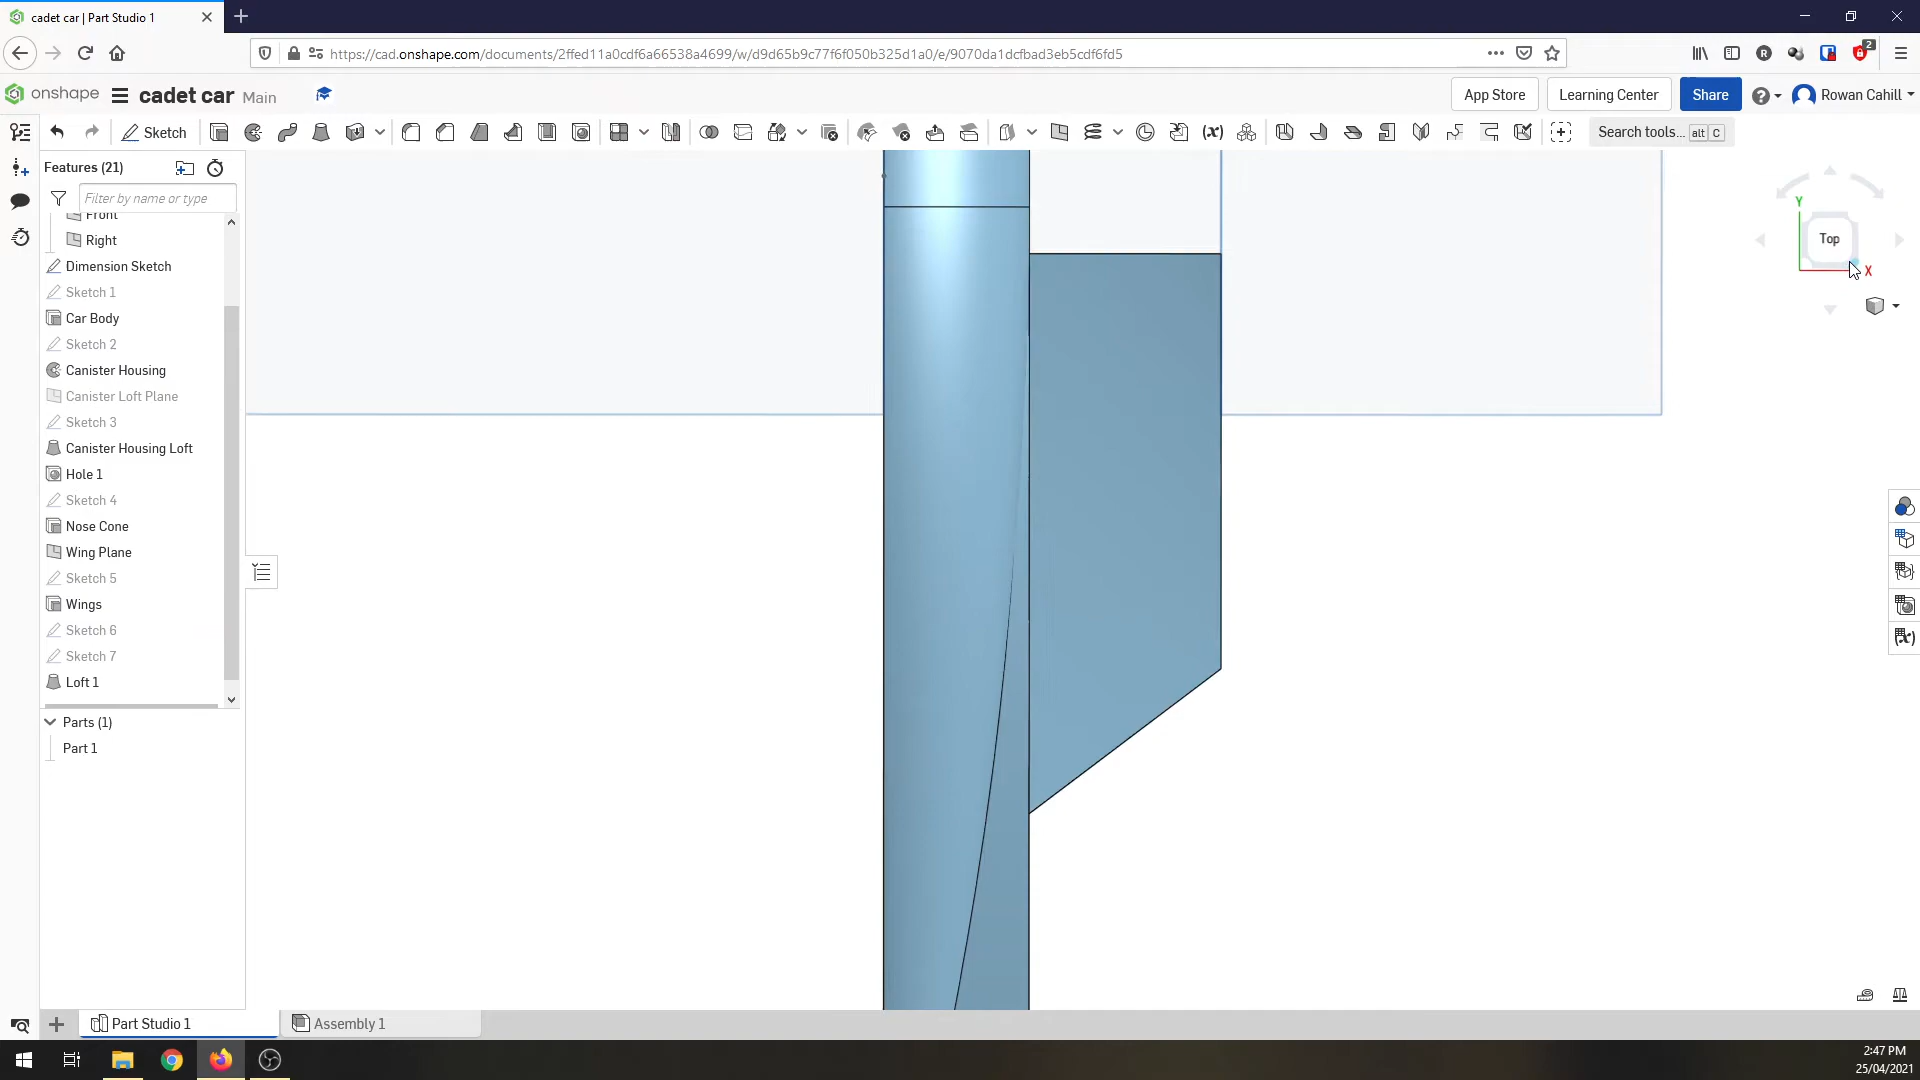 cadet car | Part Studio 1
https://cad.onshape.com/documents/2ffed11a0cdf6a66538a4699/w/d9d65b9c77f6f050b325d1a0/e/9070da1dcfbad3eb5cdf6fd5
2
onshape
cadet car Main
App Store
Learning Center
Share
Rowan Cahill
Sketch
Search tools... alt C
Features (21)
Filter by name or type
Front
Right
Dimension Sketch
Sketch 1
Car Body
Sketch 2
Canister Housing
Canister Loft Plane
Sketch 3
Canister Housing Loft
Hole 1
Sketch 4
Nose Cone
Wing Plane
Sketch 5
Wings
Sketch 6
Sketch 7
Loft 1
Parts (1)
Part 1
Y
Top
X
Part Studio 1
Assembly 1
2:47 PM
25/04/2021